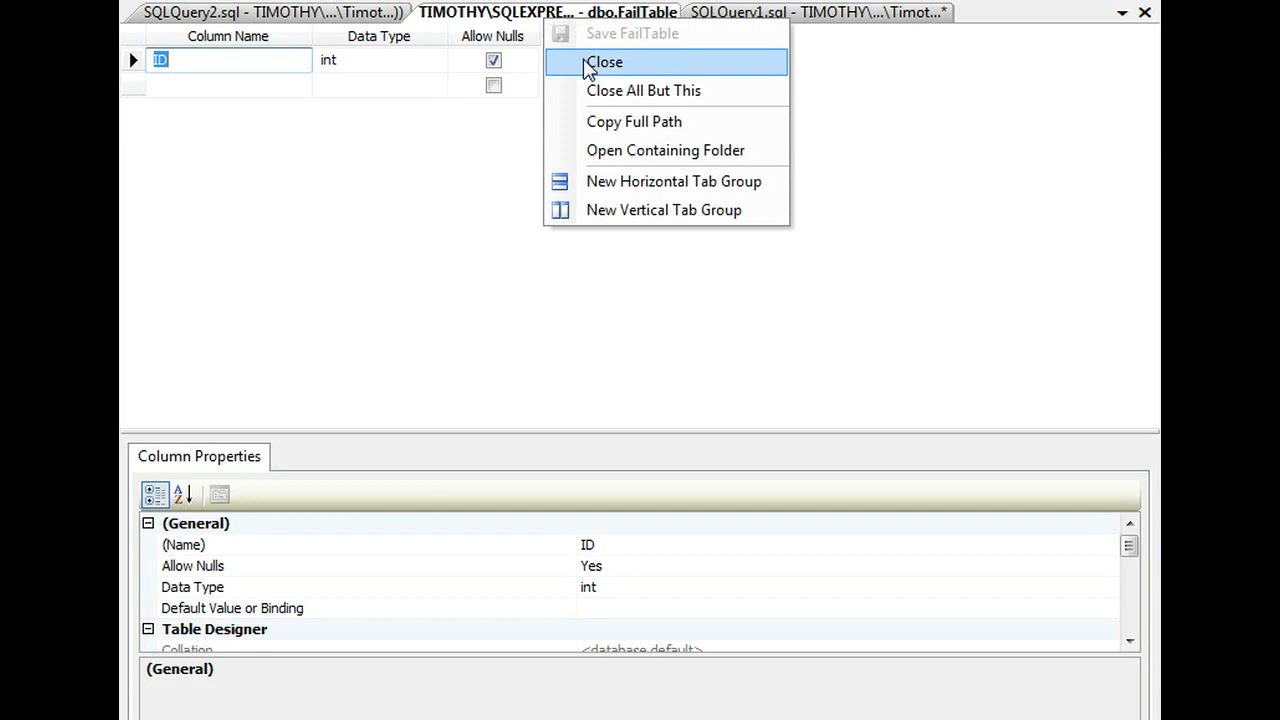 SQLQuery2.sql - TIMOTHY\...\Timot...)) TIMOTHY\SQLEXPRE... - dbo.FailTable SQLQuery1.sql - TIMOTHY\...\Timot...*
Column Name Data Type Allow Nulls
ID int
Save FailTable
Close
Close All But This
Copy Full Path
Open Containing Folder
New Horizontal Tab Group
New Vertical Tab Group
Column Properties
(General)
(Name) ID
Allow Nulls Yes
Data Type int
Default Value or Binding
Table Designer
Collation <database default>
(General)